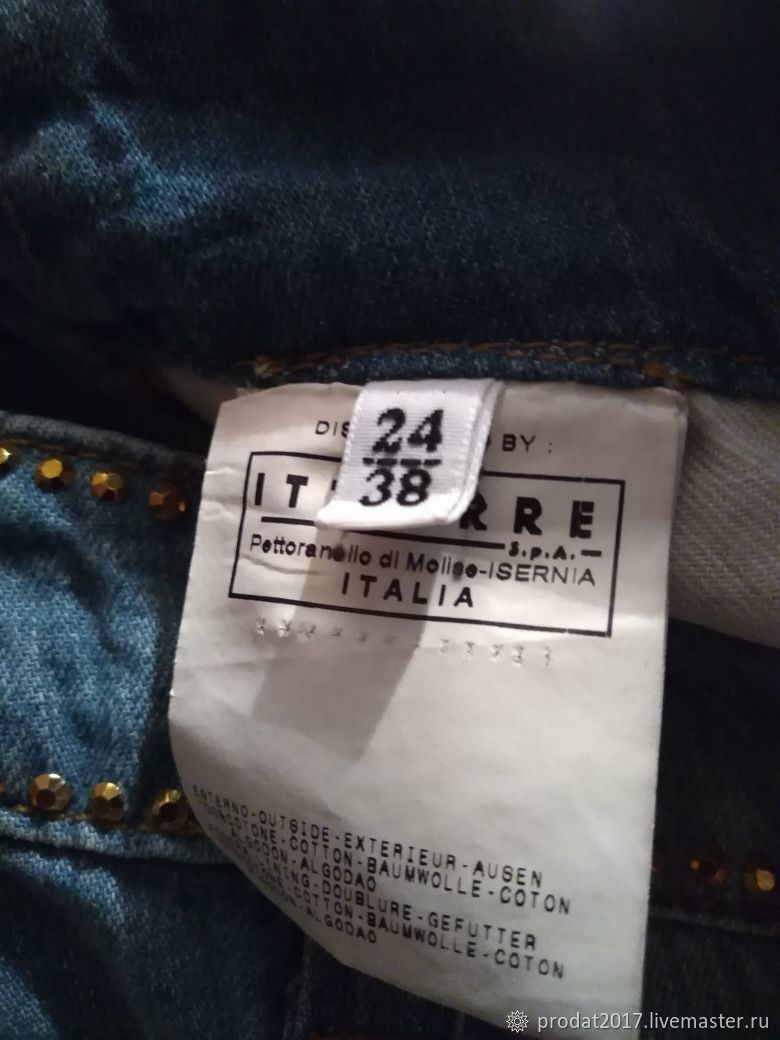 24
38
BY :
S.p.A.
Pettoranello di Molise-ISERNIA
ITALIA
ESTERNO-OUTSIDE-EXTERIEUR-AUSEN
COTONE-COTTON-BAUMWOLLE-COTON
ALGODON-ALGODAO
LINING-DOUBLURE-GEFUTTER
COTTON-BAUMWOLLE-COTON
ALGODAO
prodat2017.livemaster.ru